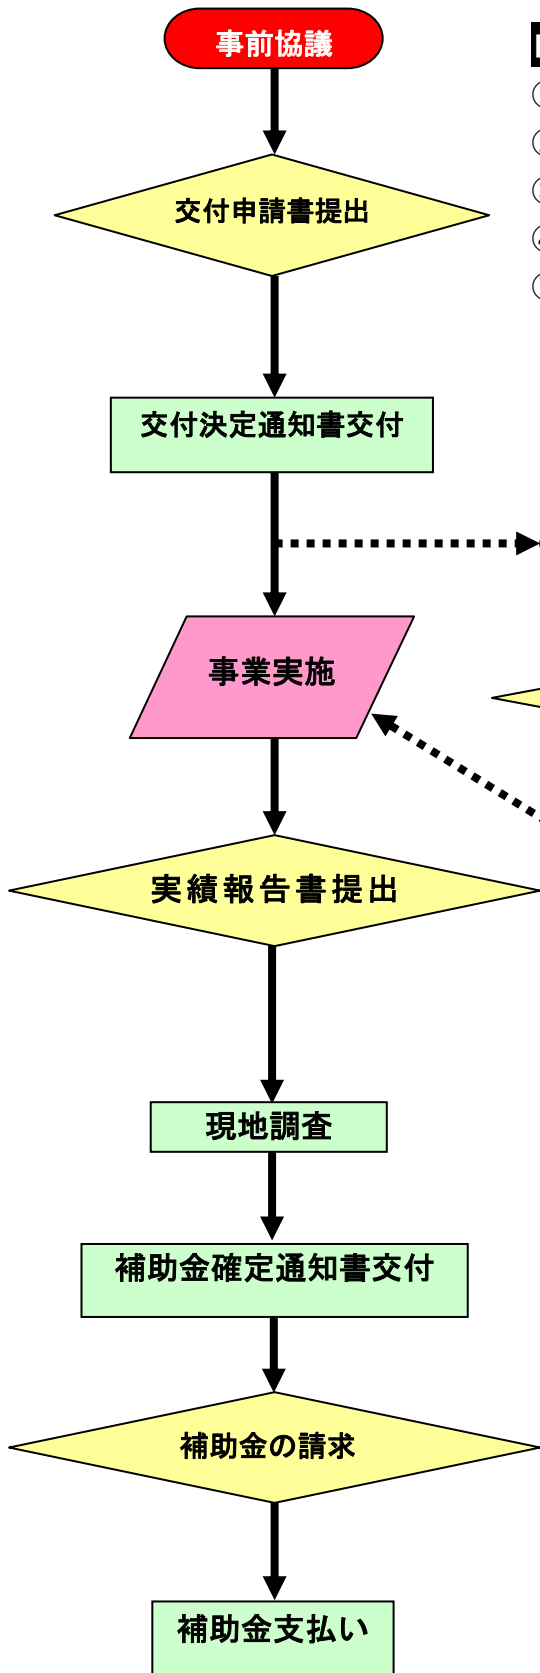 事前協議
交付申請書提出
交付決定通知書交付
事業実施
実績報告書提出
現地調査
補助金確定通知書交付
補助金の請求
補助金支払い